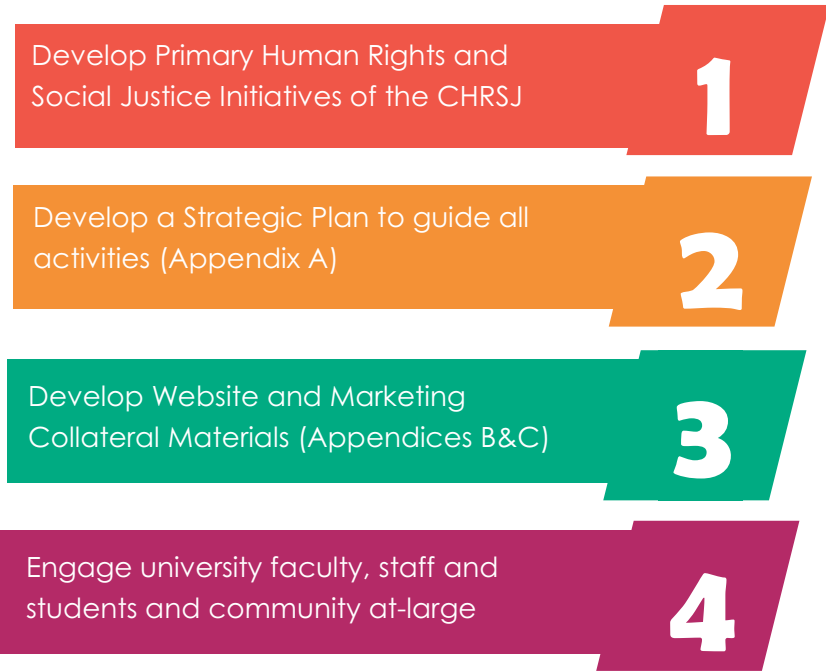 Develop Primary Human Rights and
Social Justice Initiatives of the CHRSJ
1
Develop a Strategic Plan to guide all
activities (Appendix A)
2
Develop Website and Marketing
Collateral Materials (Appendices B&C)
3
Engage university faculty, staff and
students and community at-large
4